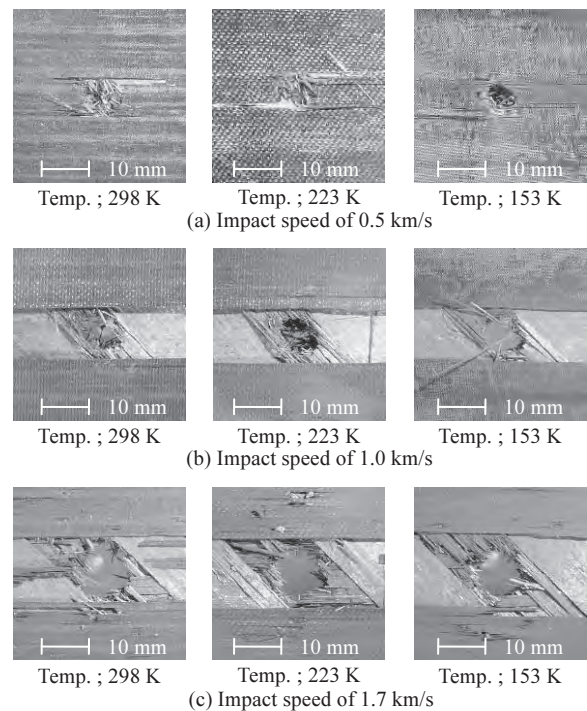 10 mm 10 mm 10 mm
Temp. ; 298 K Temp. ; 223 K Temp. ; 153 K
(a) Impact speed of 0.5 km/s
10 mm 10 mm 10 mm
Temp. ; 298 K Temp. ; 223 K Temp. ; 153 K
(b) Impact speed of 1.0 km/s
10 mm 10 mm 10 mm
Temp. ; 298 K Temp. ; 223 K Temp. ; 153 K
(c) Impact speed of 1.7 km/s